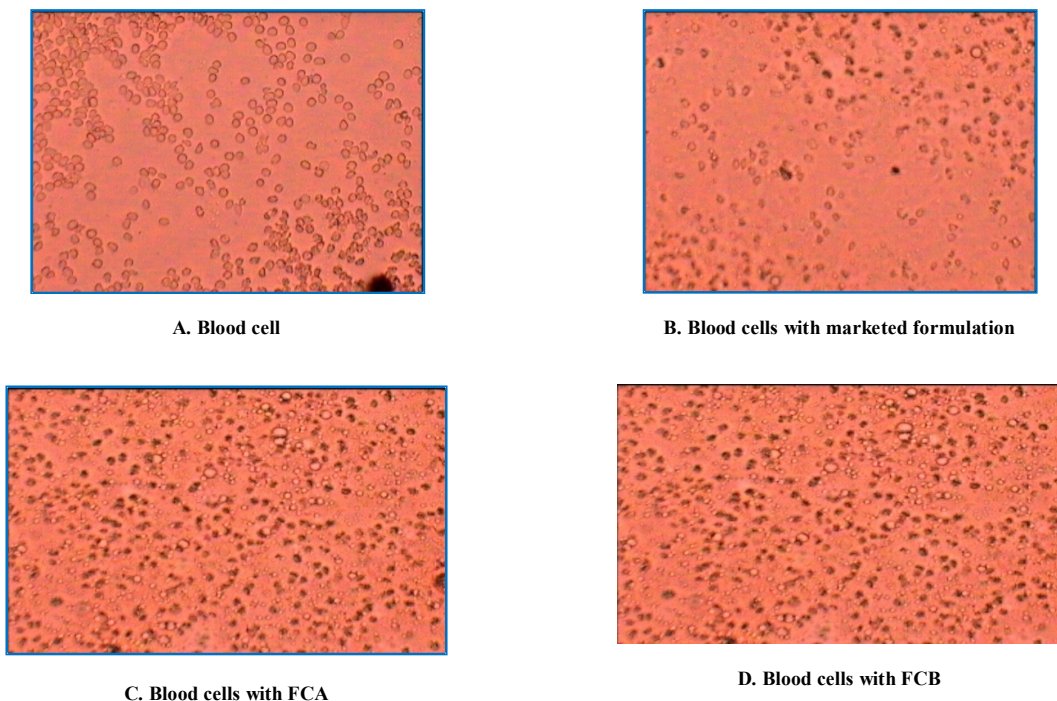 A. Blood cell
B. Blood cells with marketed formulation
C. Blood cells with FCA
D. Blood cells with FCB